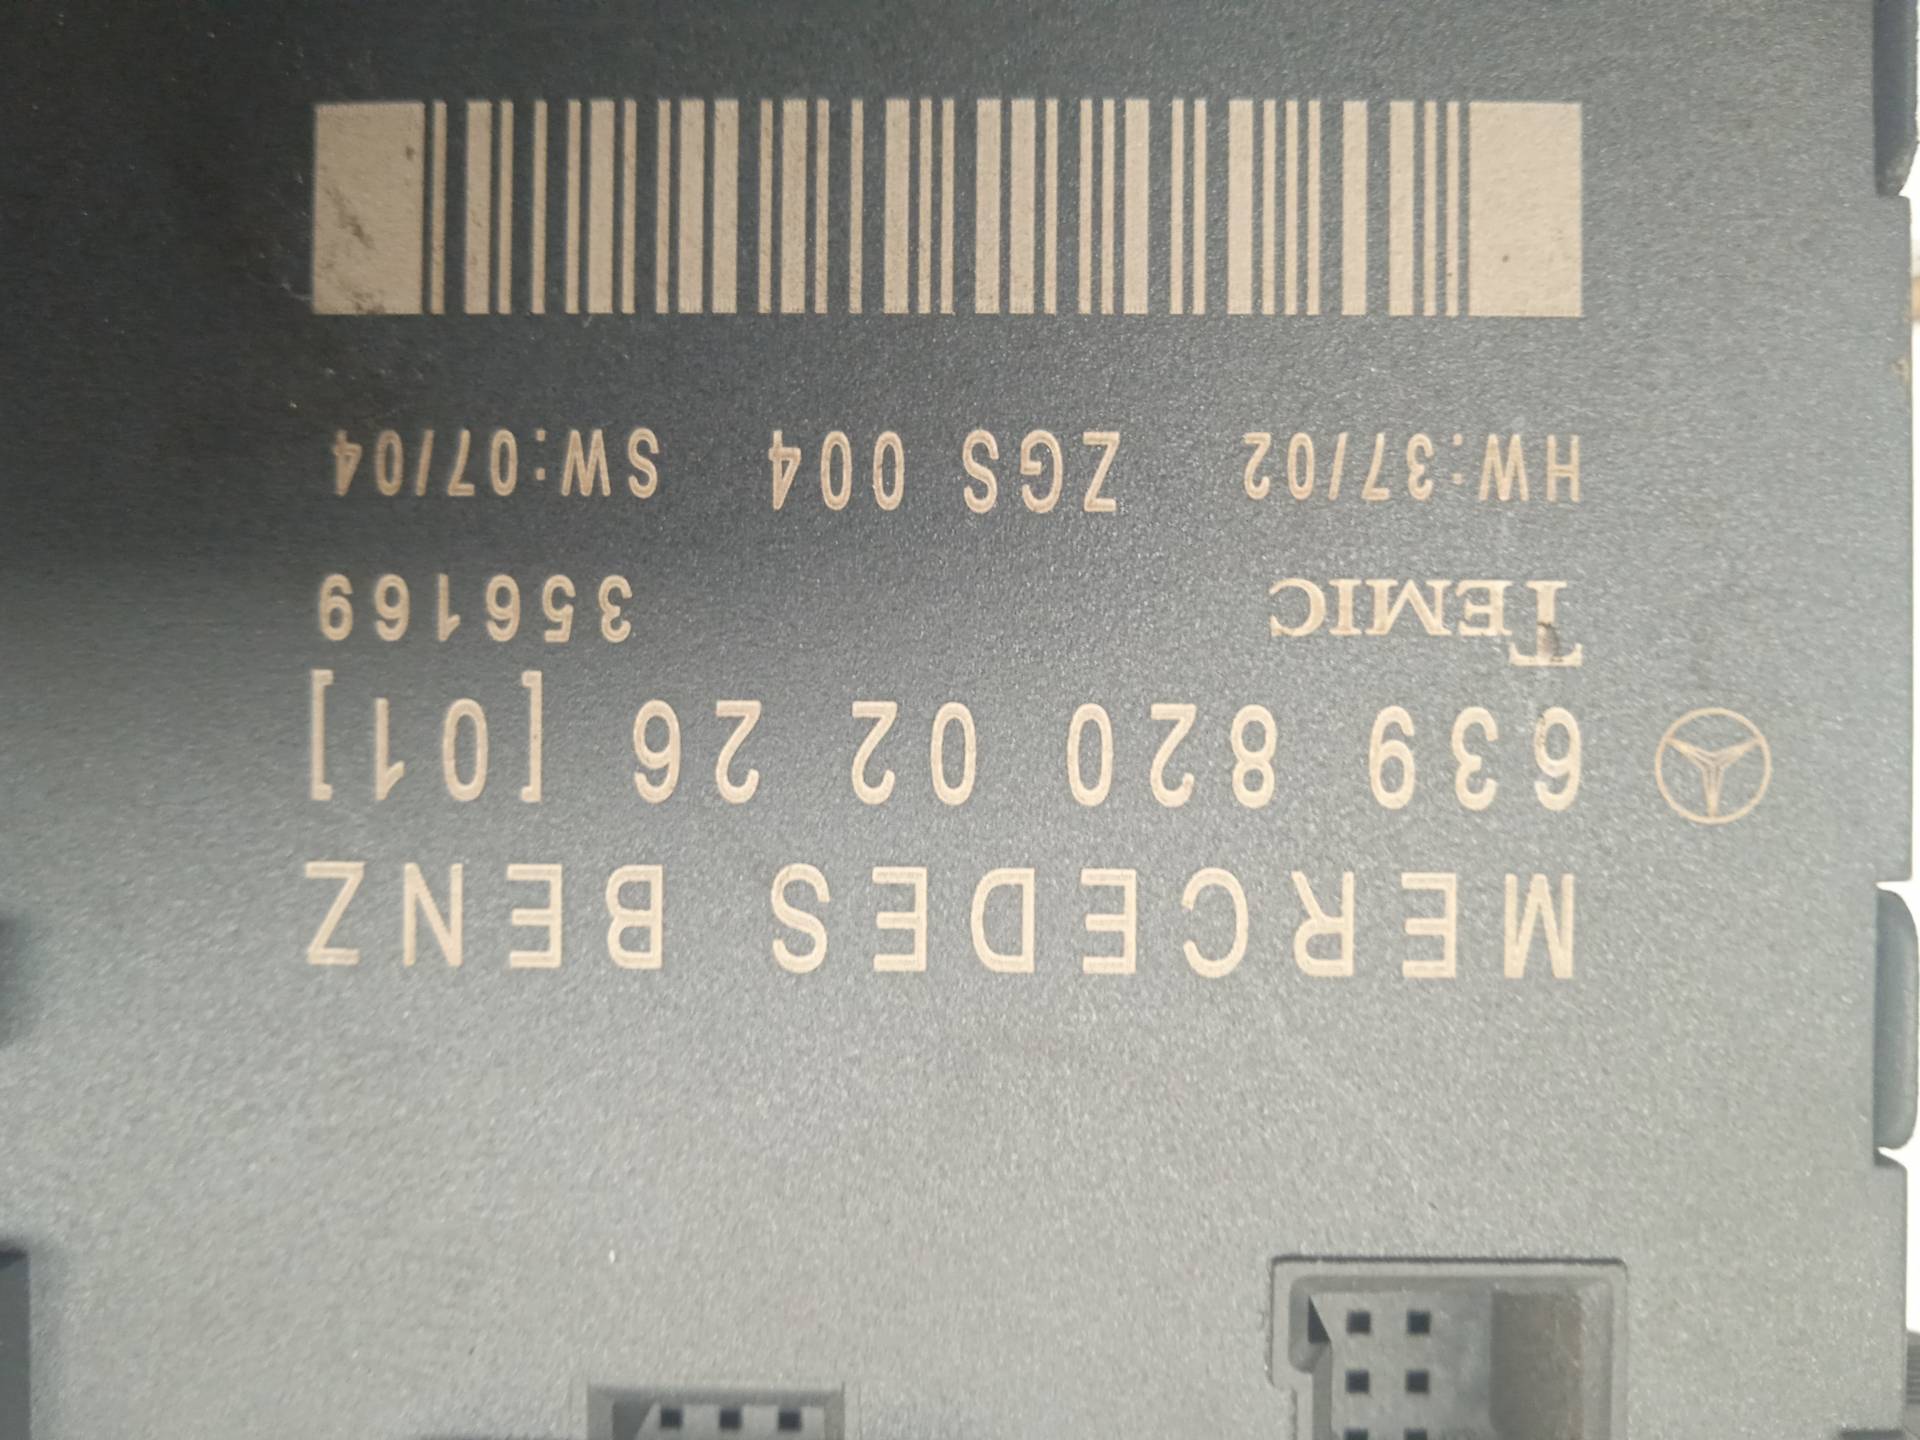 MERCEDES BENZ
639 820 02 26 [01]
TEMIC 356169
HW:37/02 ZGS 004 SW:07/04